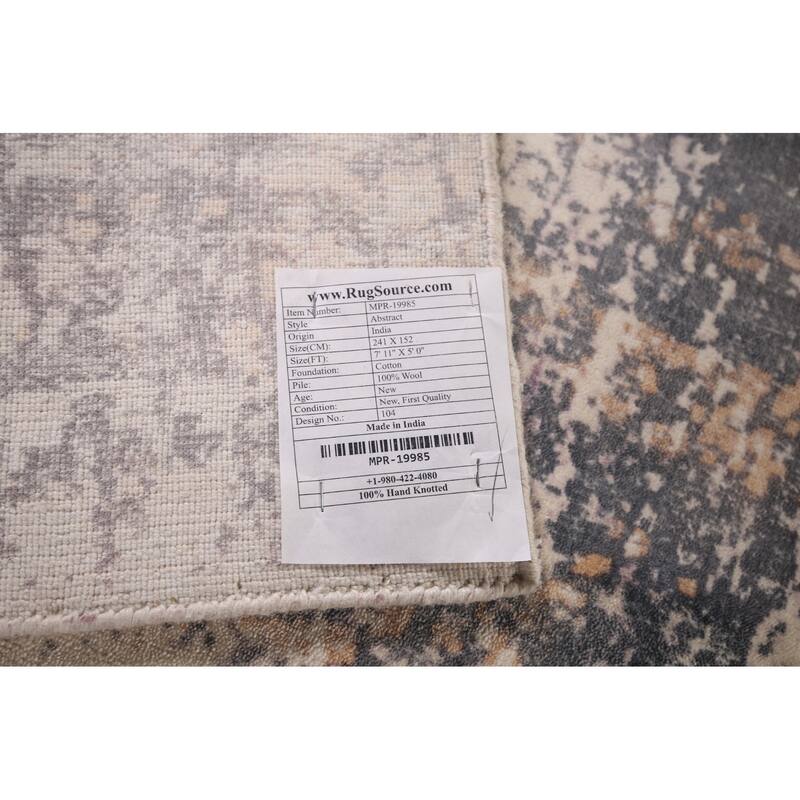 www.RugSource.com
Item Number: MPR-19985
Style Abstract
Origin India
Size(CM): 241 X 152
Size(FT): 7' 11" X 5' 0"
Foundation: Cotton
Pile: 100% Wool
Age: New
Condition: New, First Quality
Design No.: 104
Made in India
MPR-19985
+1-980-422-4080
100% Hand Knotted